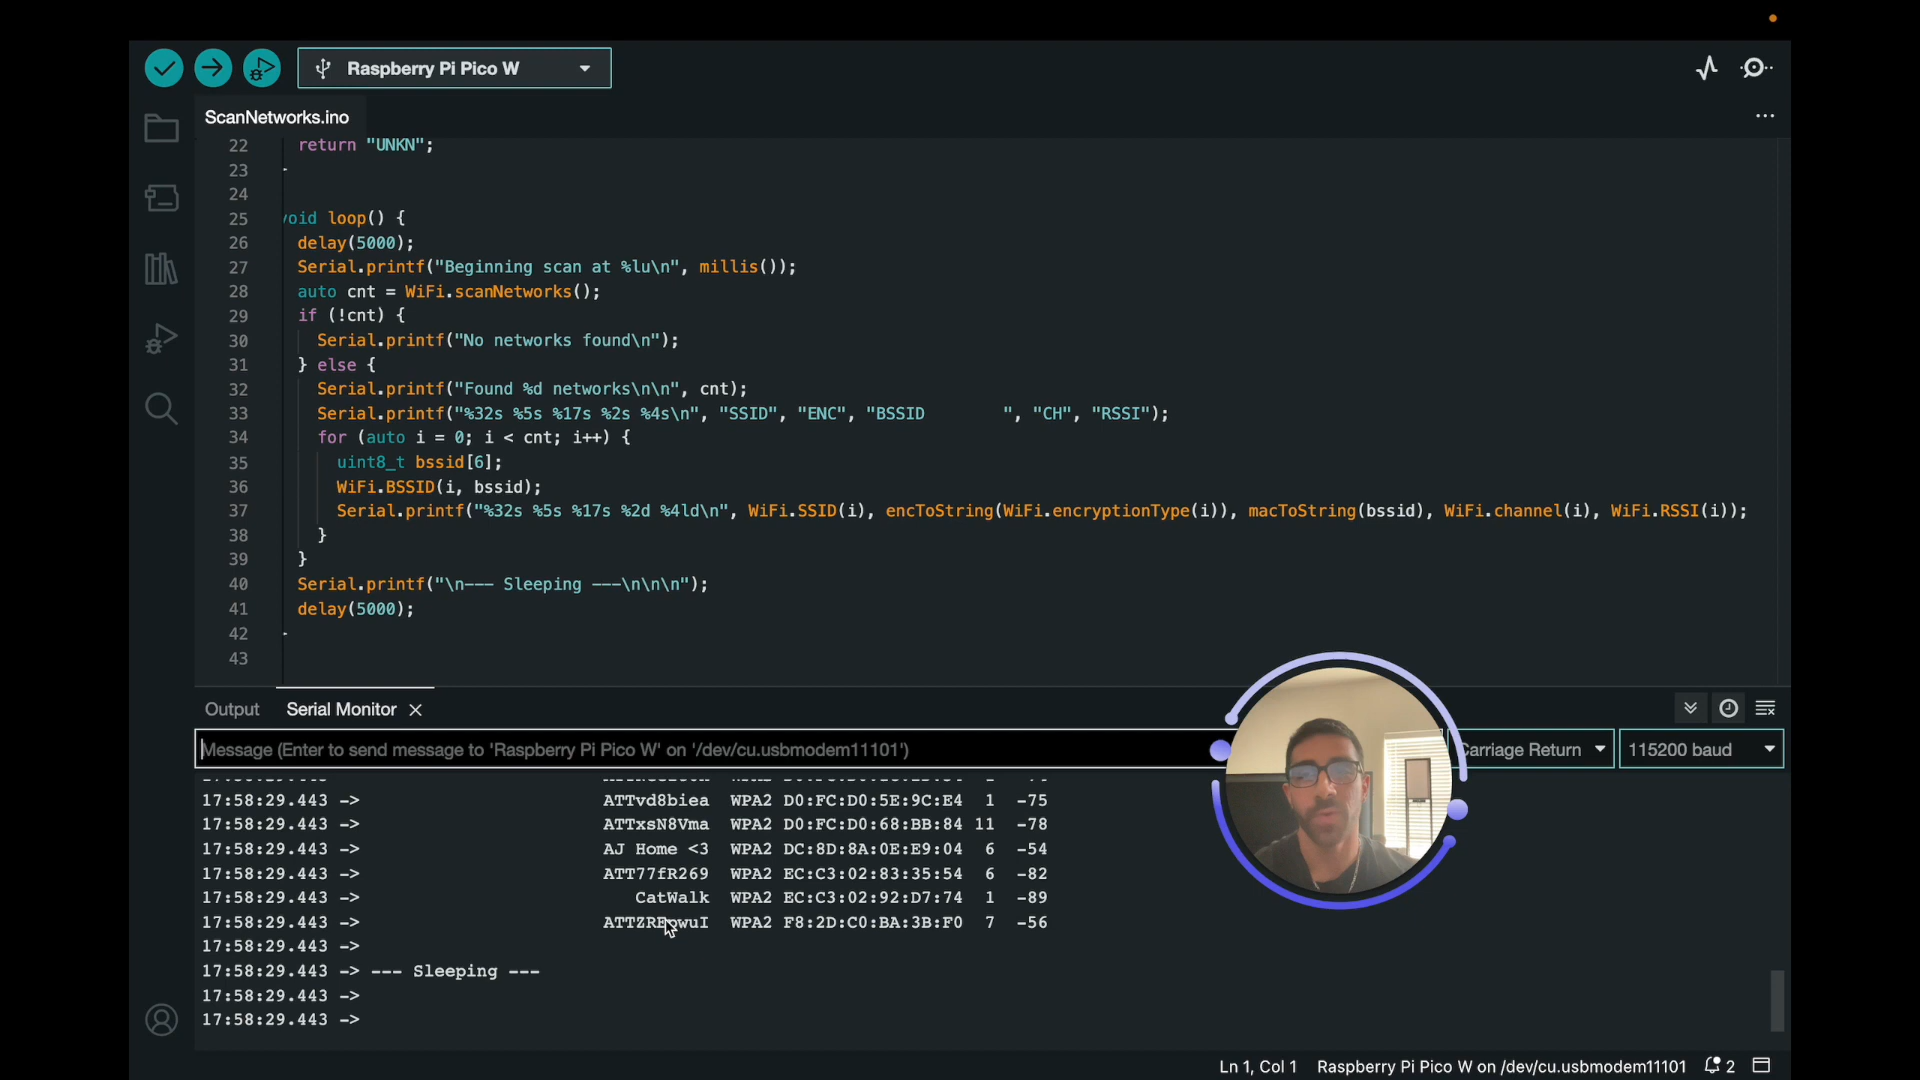 Raspberry Pi Pico W
ScanNetworks.ino
22 return "UNKN";
23
24
25 void loop() {
26 delay(5000);
27 Serial.printf("Beginning scan at %lu\n", millis());
28 auto cnt = WiFi.scanNetworks();
29 if (!cnt) {
30 Serial.printf("No networks found\n");
31 } else {
32 Serial.printf("Found %d networks\n\n", cnt);
33 Serial.printf("%32s %5s %17s %2s %4s\n", "SSID", "ENC", "BSSID        ", "CH", "RSSI");
34 for (auto i = 0; i < cnt; i++) {
35 uint8_t bssid[6];
36 WiFi.BSSID(i, bssid);
37 Serial.printf("%32s %5s %17s %2d %4ld\n", WiFi.SSID(i), encToString(WiFi.encryptionType(i)), macToString(bssid), WiFi.channel(i), WiFi.RSSI(i));
38 }
39 }
40 Serial.printf("\n--- Sleeping ---\n\n\n");
41 delay(5000);
42
43
Output Serial Monitor
Message (Enter to send message to 'Raspberry Pi Pico W' on '/dev/cu.usbmodem11101') Carriage Return 115200 baud
17:58:29.443 -> ATTvd8biea WPA2 D0:FC:D0:5E:9C:E4 1 -75
17:58:29.443 -> ATTxsN8Vma WPA2 D0:FC:D0:68:BB:84 11 -78
17:58:29.443 -> AJ Home <3 WPA2 DC:8D:8A:0E:E9:04 6 -54
17:58:29.443 -> ATT77fR269 WPA2 EC:C3:02:83:35:54 6 -82
17:58:29.443 -> CatWalk WPA2 EC:C3:02:92:D7:74 1 -89
17:58:29.443 -> WPA2 F8:2D:C0:BA:3B:F0 7 -56
17:58:29.443 ->
17:58:29.443 -> --- Sleeping ---
17:58:29.443 ->
17:58:29.443 ->
Ln 1, Col 1 Raspberry Pi Pico W on /dev/cu.usbmodem11101 2